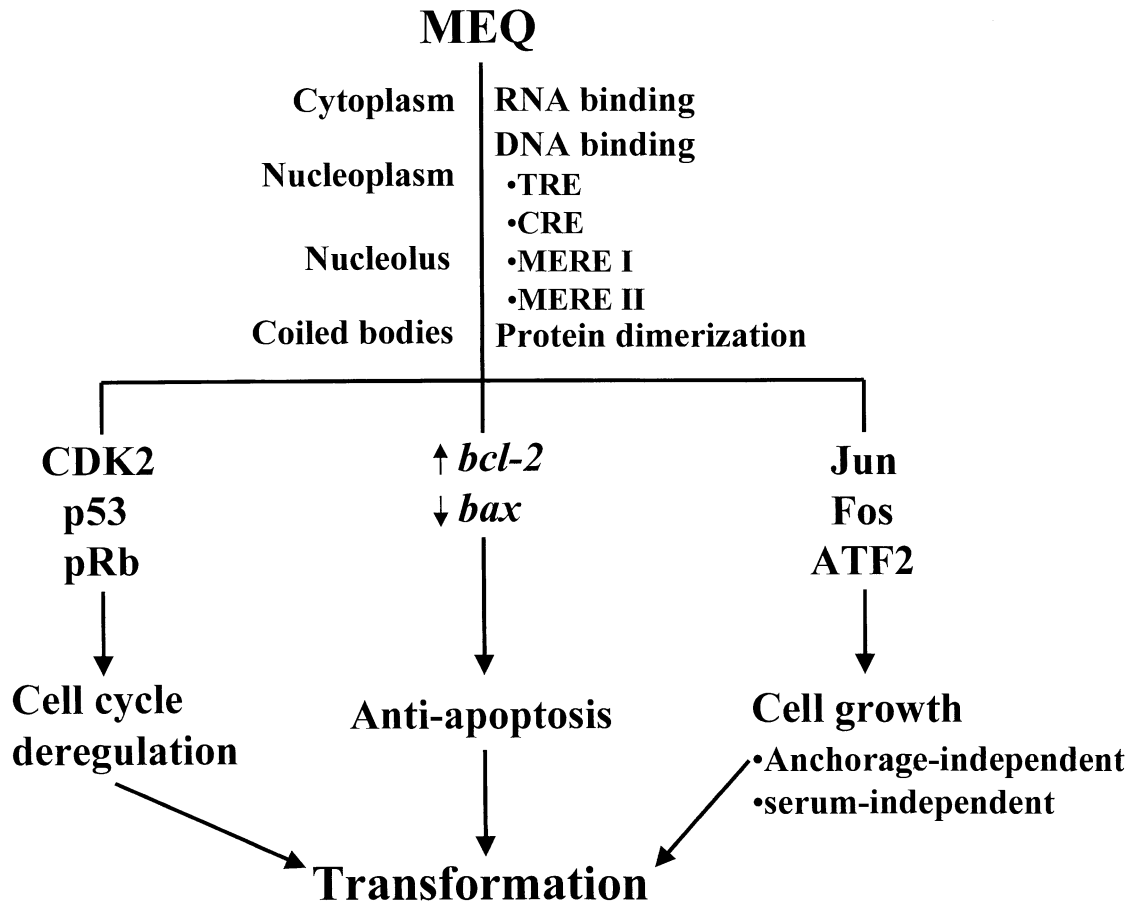 MEQ
Cytoplasm
Nucleoplasm
Nucleolus
Coiled bodies
RNA binding
DNA binding
•TRE
•CRE
•MERE I
•MERE II
Protein dimerization
CDK2
p53
pRb
↑ bcl-2
↓ bax
Jun
Fos
ATF2
Cell cycle
deregulation
Anti-apoptosis
Cell growth
•Anchorage-independent
•serum-independent
Transformation